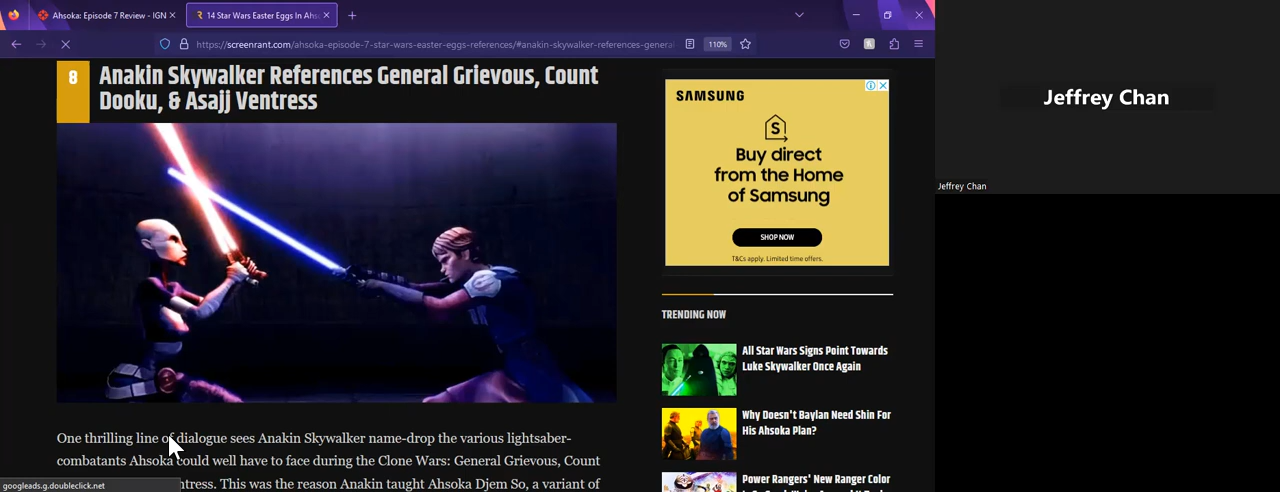 Ahsoka: Episode 7 Review - IGN
14 Star Wars Easter Eggs In Ahs
https://screenrant.com/ahsoka-episode-7-star-wars-easter-eggs-references/#anakin-skywalker-references-general
110%
8
Anakin Skywalker References General Grievous, Count
Dooku, & Asajj Ventress
One thrilling line of dialogue sees Anakin Skywalker name-drop the various lightsaber-
combatants Ahsoka could well have to face during the Clone Wars: General Grievous, Count
ntress. This was the reason Anakin taught Ahsoka Djem So, a variant of
googleads.g.doubleclick.net
SAMSUNG
S
Buy direct
from the Home
of Samsung
SHOP NOW
T&Cs apply. Limited time offers.
TRENDING NOW
All Star Wars Signs Point Towards
Luke Skywalker Once Again
Why Doesn't Baylan Need Shin For
His Ahsoka Plan?
Power Rangers' New Ranger Color
Jeffrey Chan
Jeffrey Chan